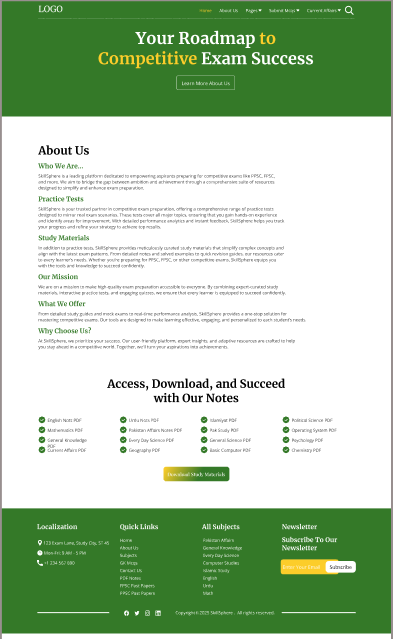 LOGO
Home About Us Pages Submit Mcqs Current Affairs
Your Roadmap to
Competitive Exam Success
Learn More About Us
About Us
Who We Are...
SkillSphere is a leading platform dedicated to empowering aspirants preparing for competitive exams like PPSC, FPSC,
and more. We aim to bridge the gap between ambition and achievement through a comprehensive suite of resources
designed to simplify and enhance exam preparation.
Practice Tests
SkillSphere is your trusted partner in competitive exam preparation, offering a comprehensive range of practice tests
designed to mirror real exam scenarios. These tests cover all major topics, ensuring that you gain hands-on experience
and identify areas for improvement. With detailed performance analytics and instant feedback, SkillSphere helps you track
your progress and refine your strategy to achieve top results.
Study Materials
In addition to practice tests, SkillSphere provides meticulously curated study materials that simplify complex concepts and
align with the latest exam patterns. From detailed notes and solved examples to quick revision guides, our resources cater
to every learner's needs. Whether you're preparing for PPSC, FPSC, or other competitive exams, SkillSphere equips you
with the tools and knowledge to succeed confidently.
Our Mission
We are on a mission to make high-quality exam preparation accessible to everyone. By combining expert-curated study
materials, interactive practice tests, and engaging quizzes, we ensure that every learner is equipped to succeed confidently.
What We Offer
From detailed study guides and mock exams to real-time performance analysis, SkillSphere provides a one-stop solution for
mastering competitive exams. Our tools are designed to make learning effective, engaging, and personalized to each student's needs.
Why Choose Us?
At SkillSphere, we prioritize your success. Our user-friendly platform, expert insights, and adaptive resources are crafted to help
you stay ahead in a competitive world. Together, we'll turn your aspirations into achievements.
Access, Download, and Succeed
with Our Notes
English Nots PDF Urdu Nots PDF Islamiyat PDF Political Science PDF
Mathematics PDF Pakistan Affairs Notes PDF Pak Study PDF Operating System PDF
General Knowledge PDF Every Day Science PDF General Science PDF Psychology PDF
Current Affairs PDF Geography PDF Basic Computer PDF Chemistry PDF
Download Study Materials
Localization
123 Exam Lane, Study City, ST 45
Mon-Fri: 9 AM - 6 PM
+1 234 567 890
Quick Links
Home
About Us
Subjects
GK Mcqs
Contact Us
PDF Notes
FPSC Past Papers
PPSC Past Papers
All Subjects
Pakistan Affairs
General Knowledge
Every Day Science
Computer Studies
Islamic Study
English
Urdu
Math
Newsletter
Subscribe To Our
Newsletter
Enter Your Email Subscribe
Copyright © 2025 SkillSphere . All rights reserved.